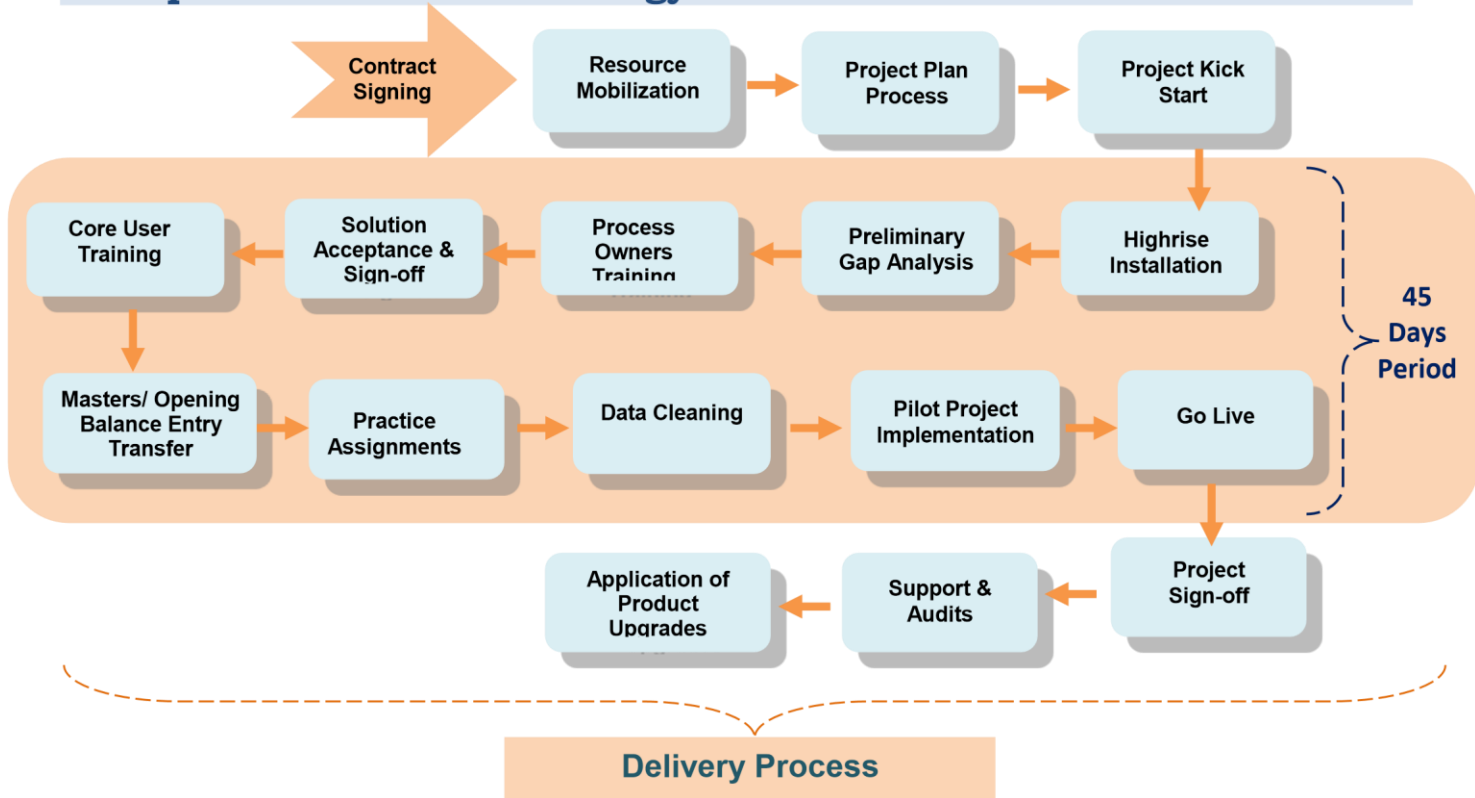 Contract
Signing
Resource
Mobilization
Project Plan
Process
Project Kick
Start
Core User
Training
Solution
Acceptance &
Sign-off
Process
Owners
Training
Preliminary
Gap Analysis
Highrise
Installation
45
Days
Period
Masters/ Opening
Balance Entry
Transfer
Practice
Assignments
Data Cleaning
Pilot Project
Implementation
Go Live
Application of
Product
Upgrades
Support &
Audits
Project
Sign-off
Delivery Process